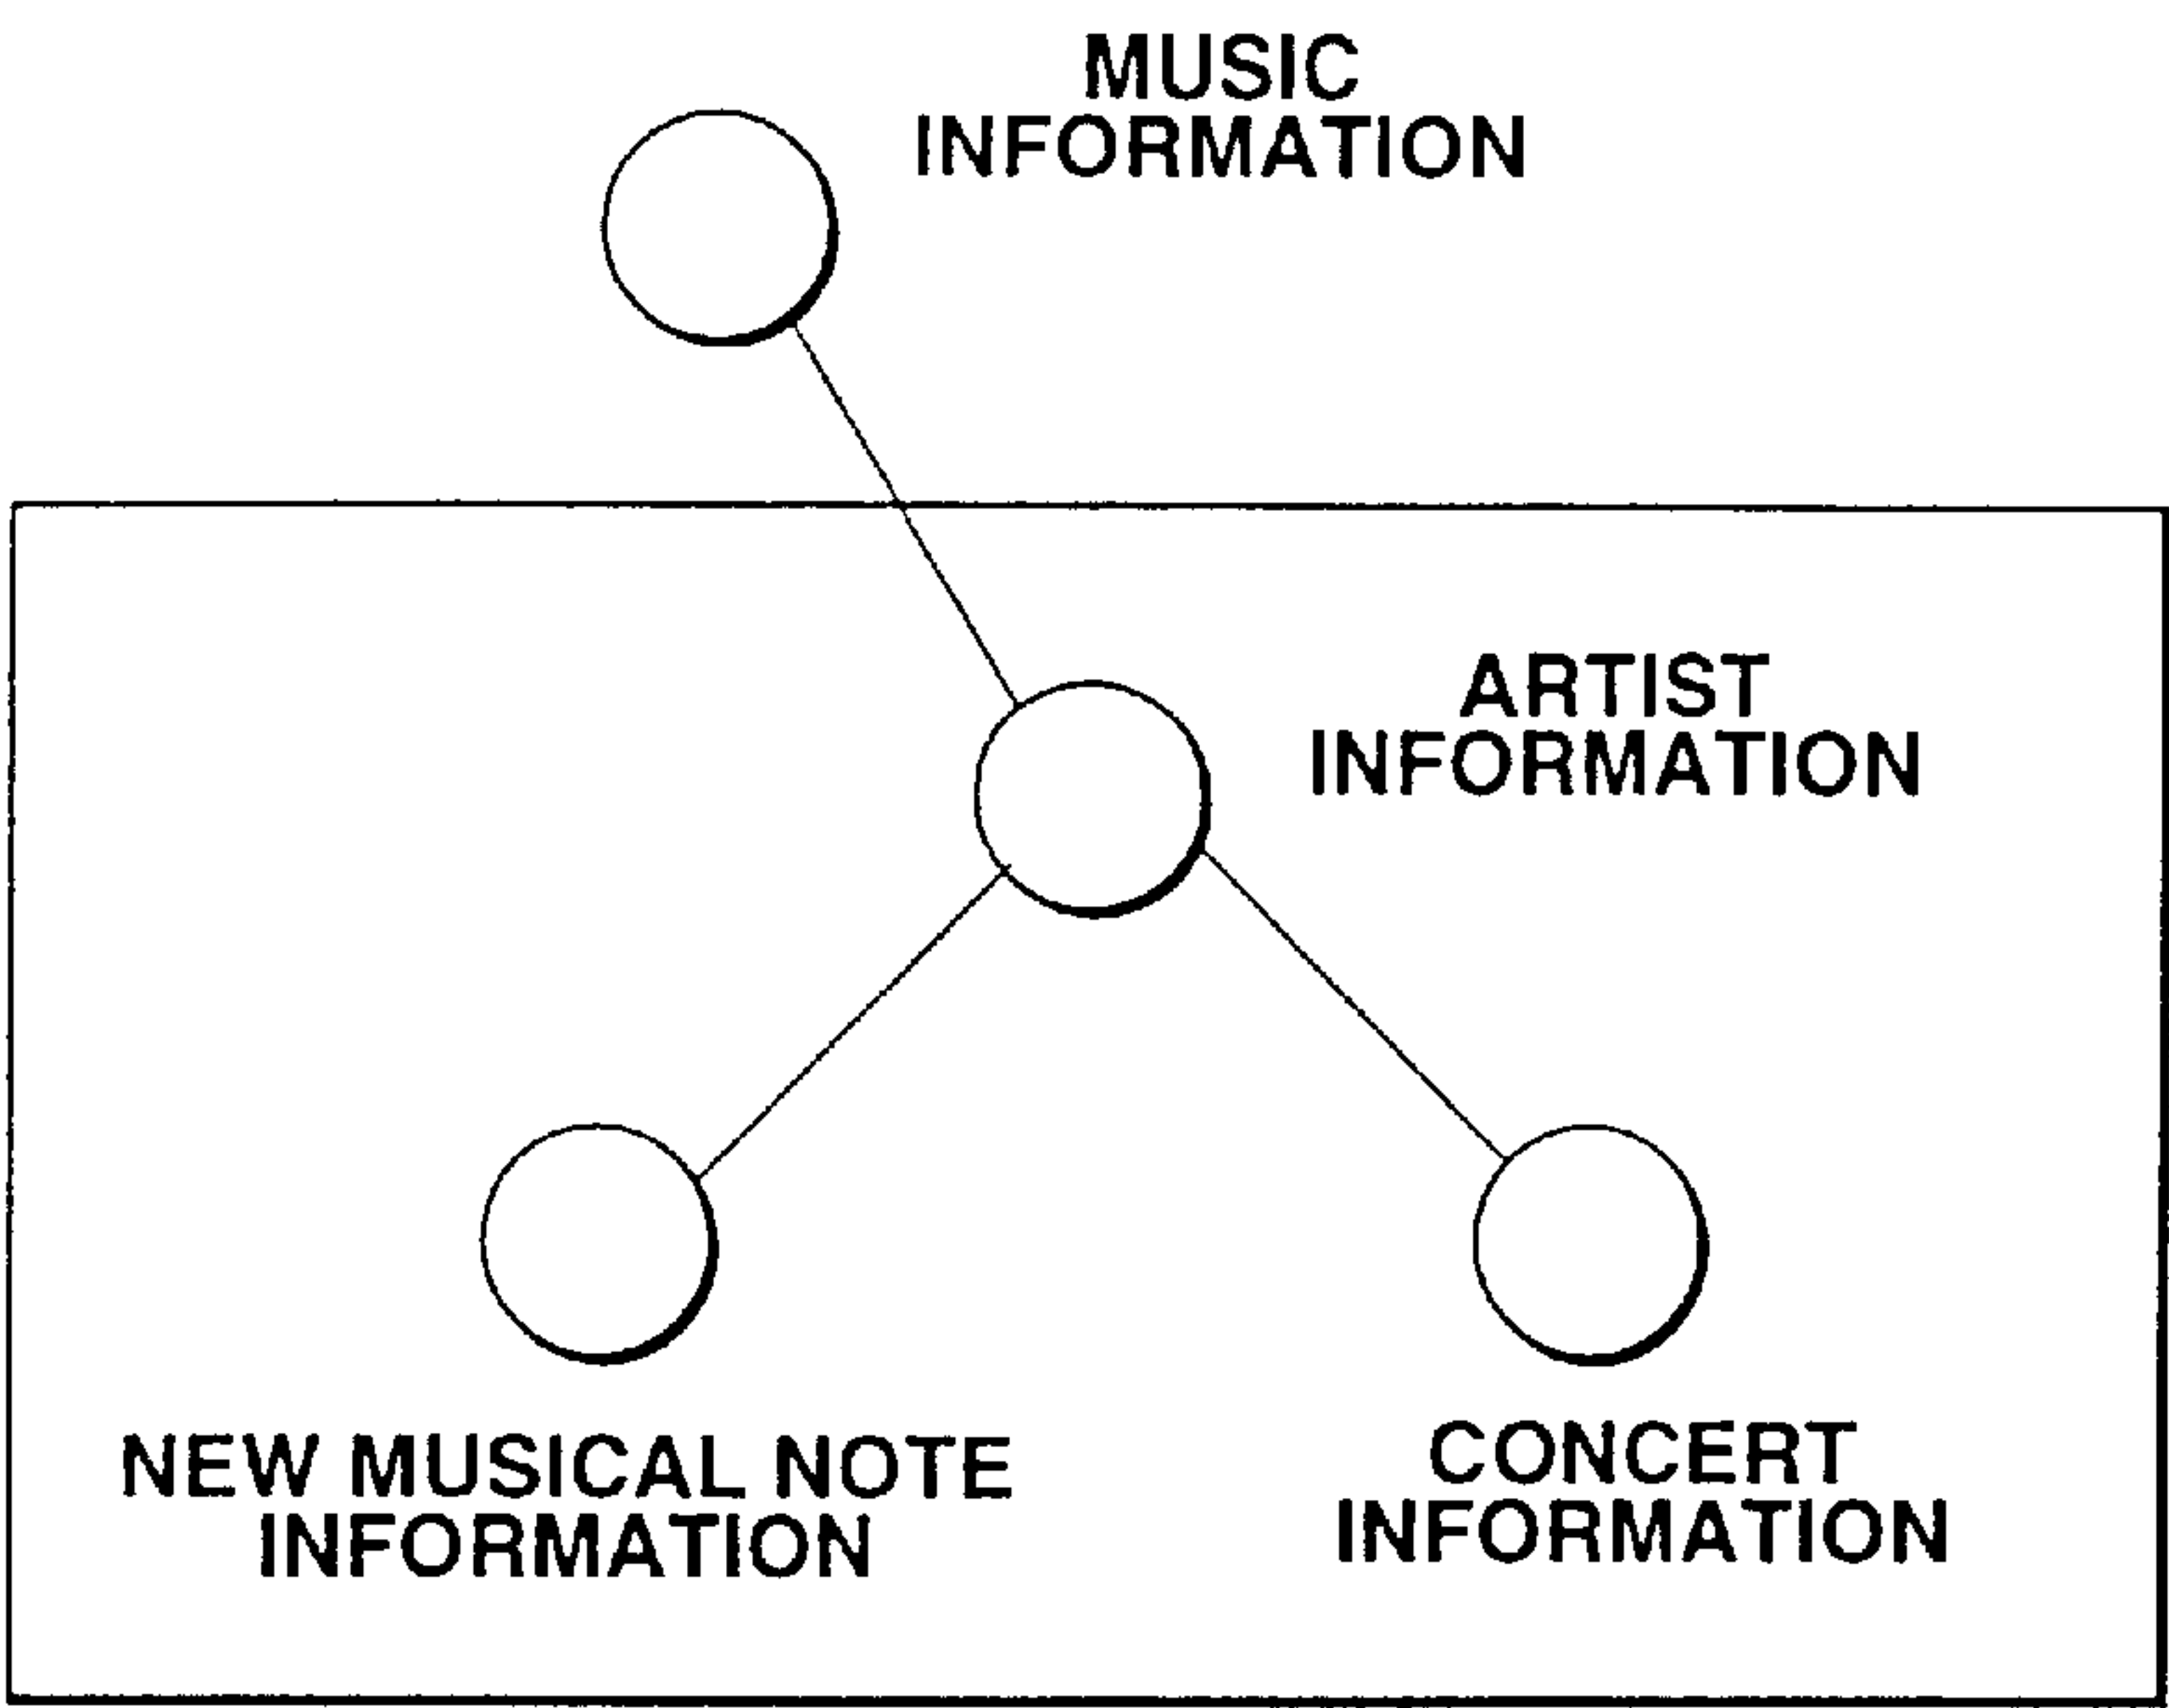 MUSIC
INFORMATION
ARTIST
INFORMATION
NEW MUSICAL NOTE
INFORMATION
CONCERT
INFORMATION